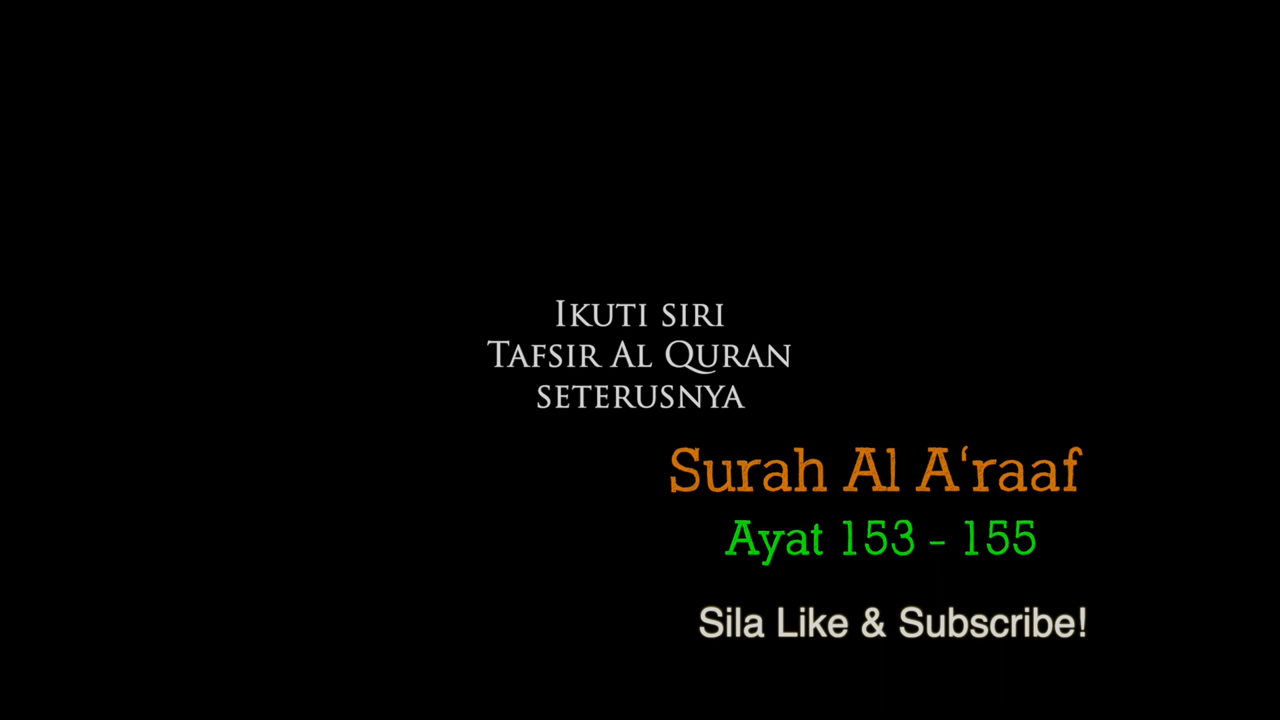 Ikuti siri
Tafsir Al Quran
seterusnya
Surah Al A‘raaf
Ayat 153 - 155
Sila Like & Subscribe!